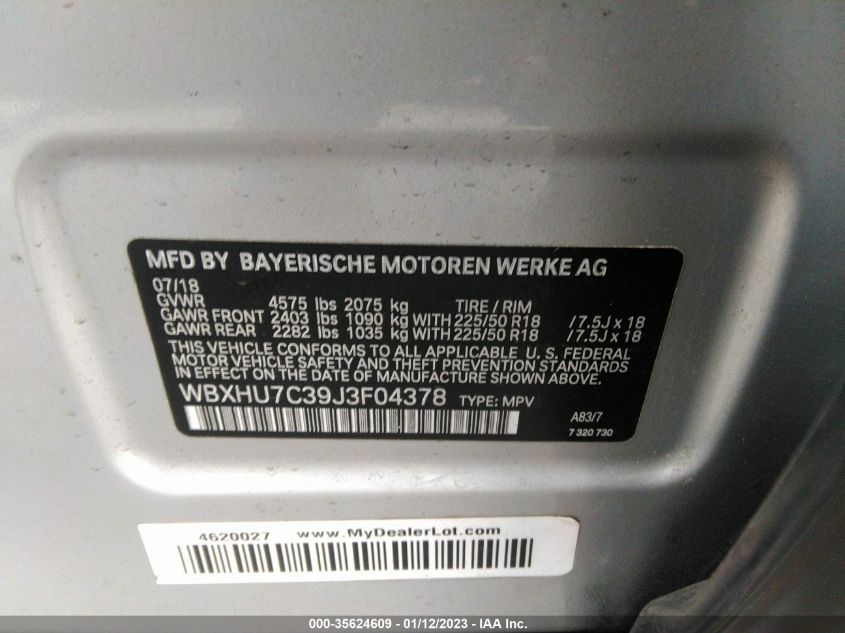 MFD BY BAYERISCHE MOTOREN WERKE AG
07/18
GVWR 4575 lbs 2075 kg TIRE / RIM
GAWR FRONT 2403 lbs 1090 kg WITH 225/50 R18 / 7.5J x 18
GAWR REAR 2282 lbs 1035 kg WITH 225/50 R18 / 7.5J x 18
THIS VEHICLE CONFORMS TO ALL APPLICABLE U. S. FEDERAL
MOTOR VEHICLE SAFETY AND THEFT PREVENTION STANDARDS
IN EFFECT ON THE DATE OF MANUFACTURE SHOWN ABOVE.
WBXHU7C39J3F04378 TYPE: MPV
A83/7
7 320 730
4620027 www.MyDealerLot.com
000-35624609 - 01/12/2023 - IAA Inc.